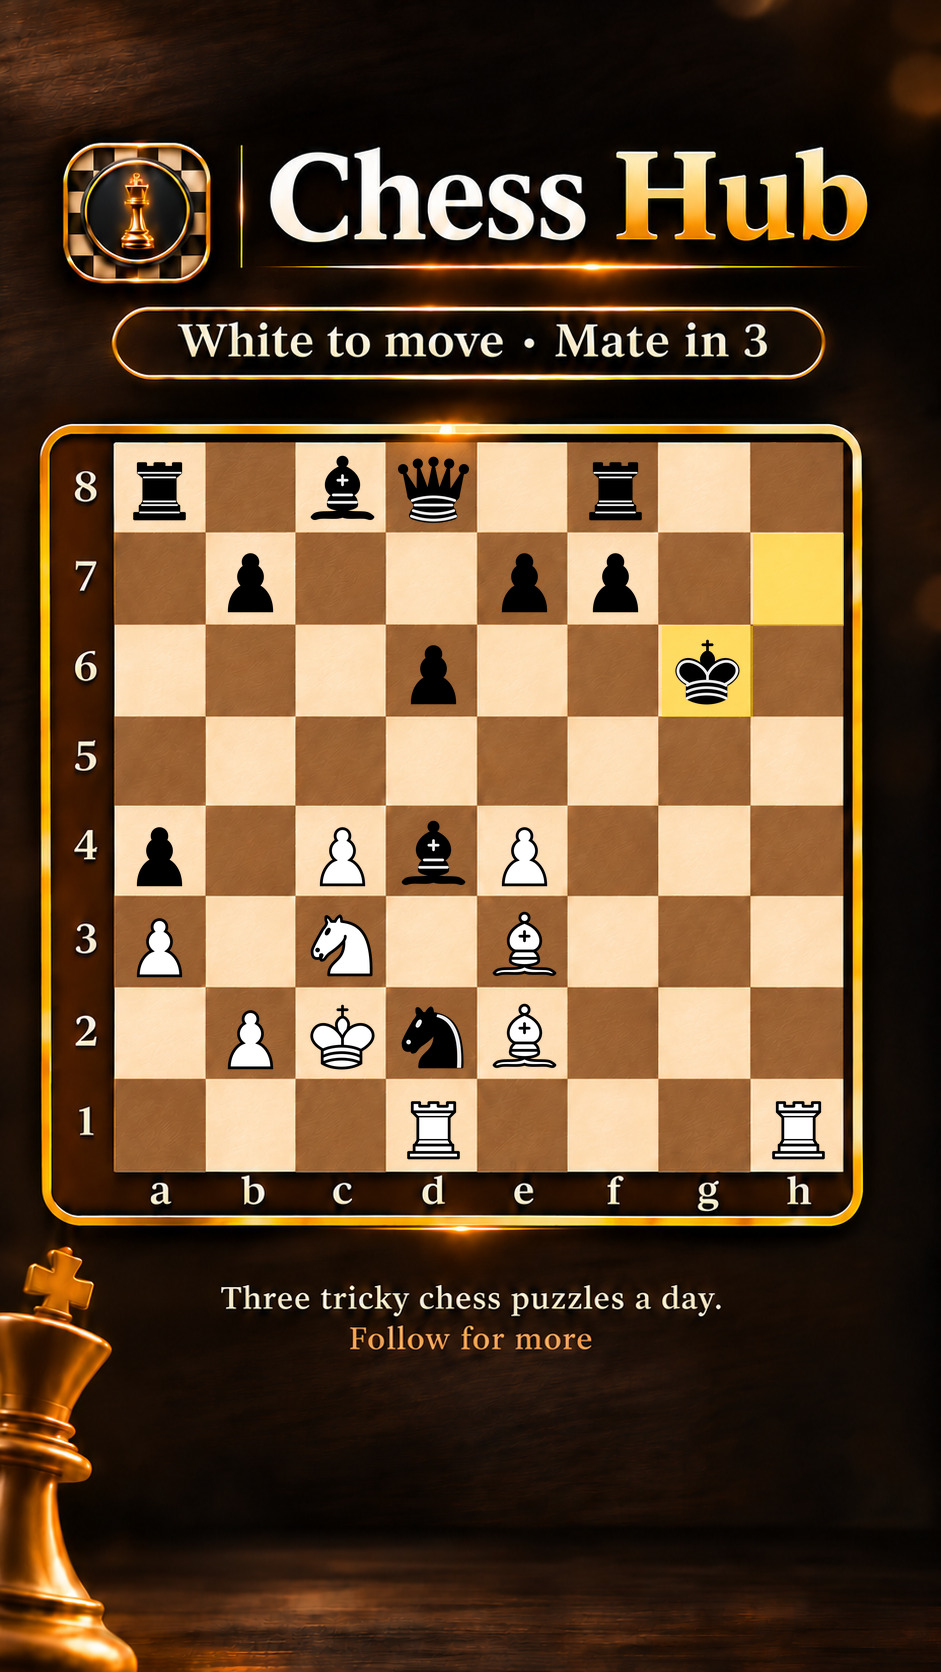 Chess Hub
White to move • Mate in 3
8
7
6
5
4
3
2
1
a b c d e f g h
Three tricky chess puzzles a day.
Follow for more